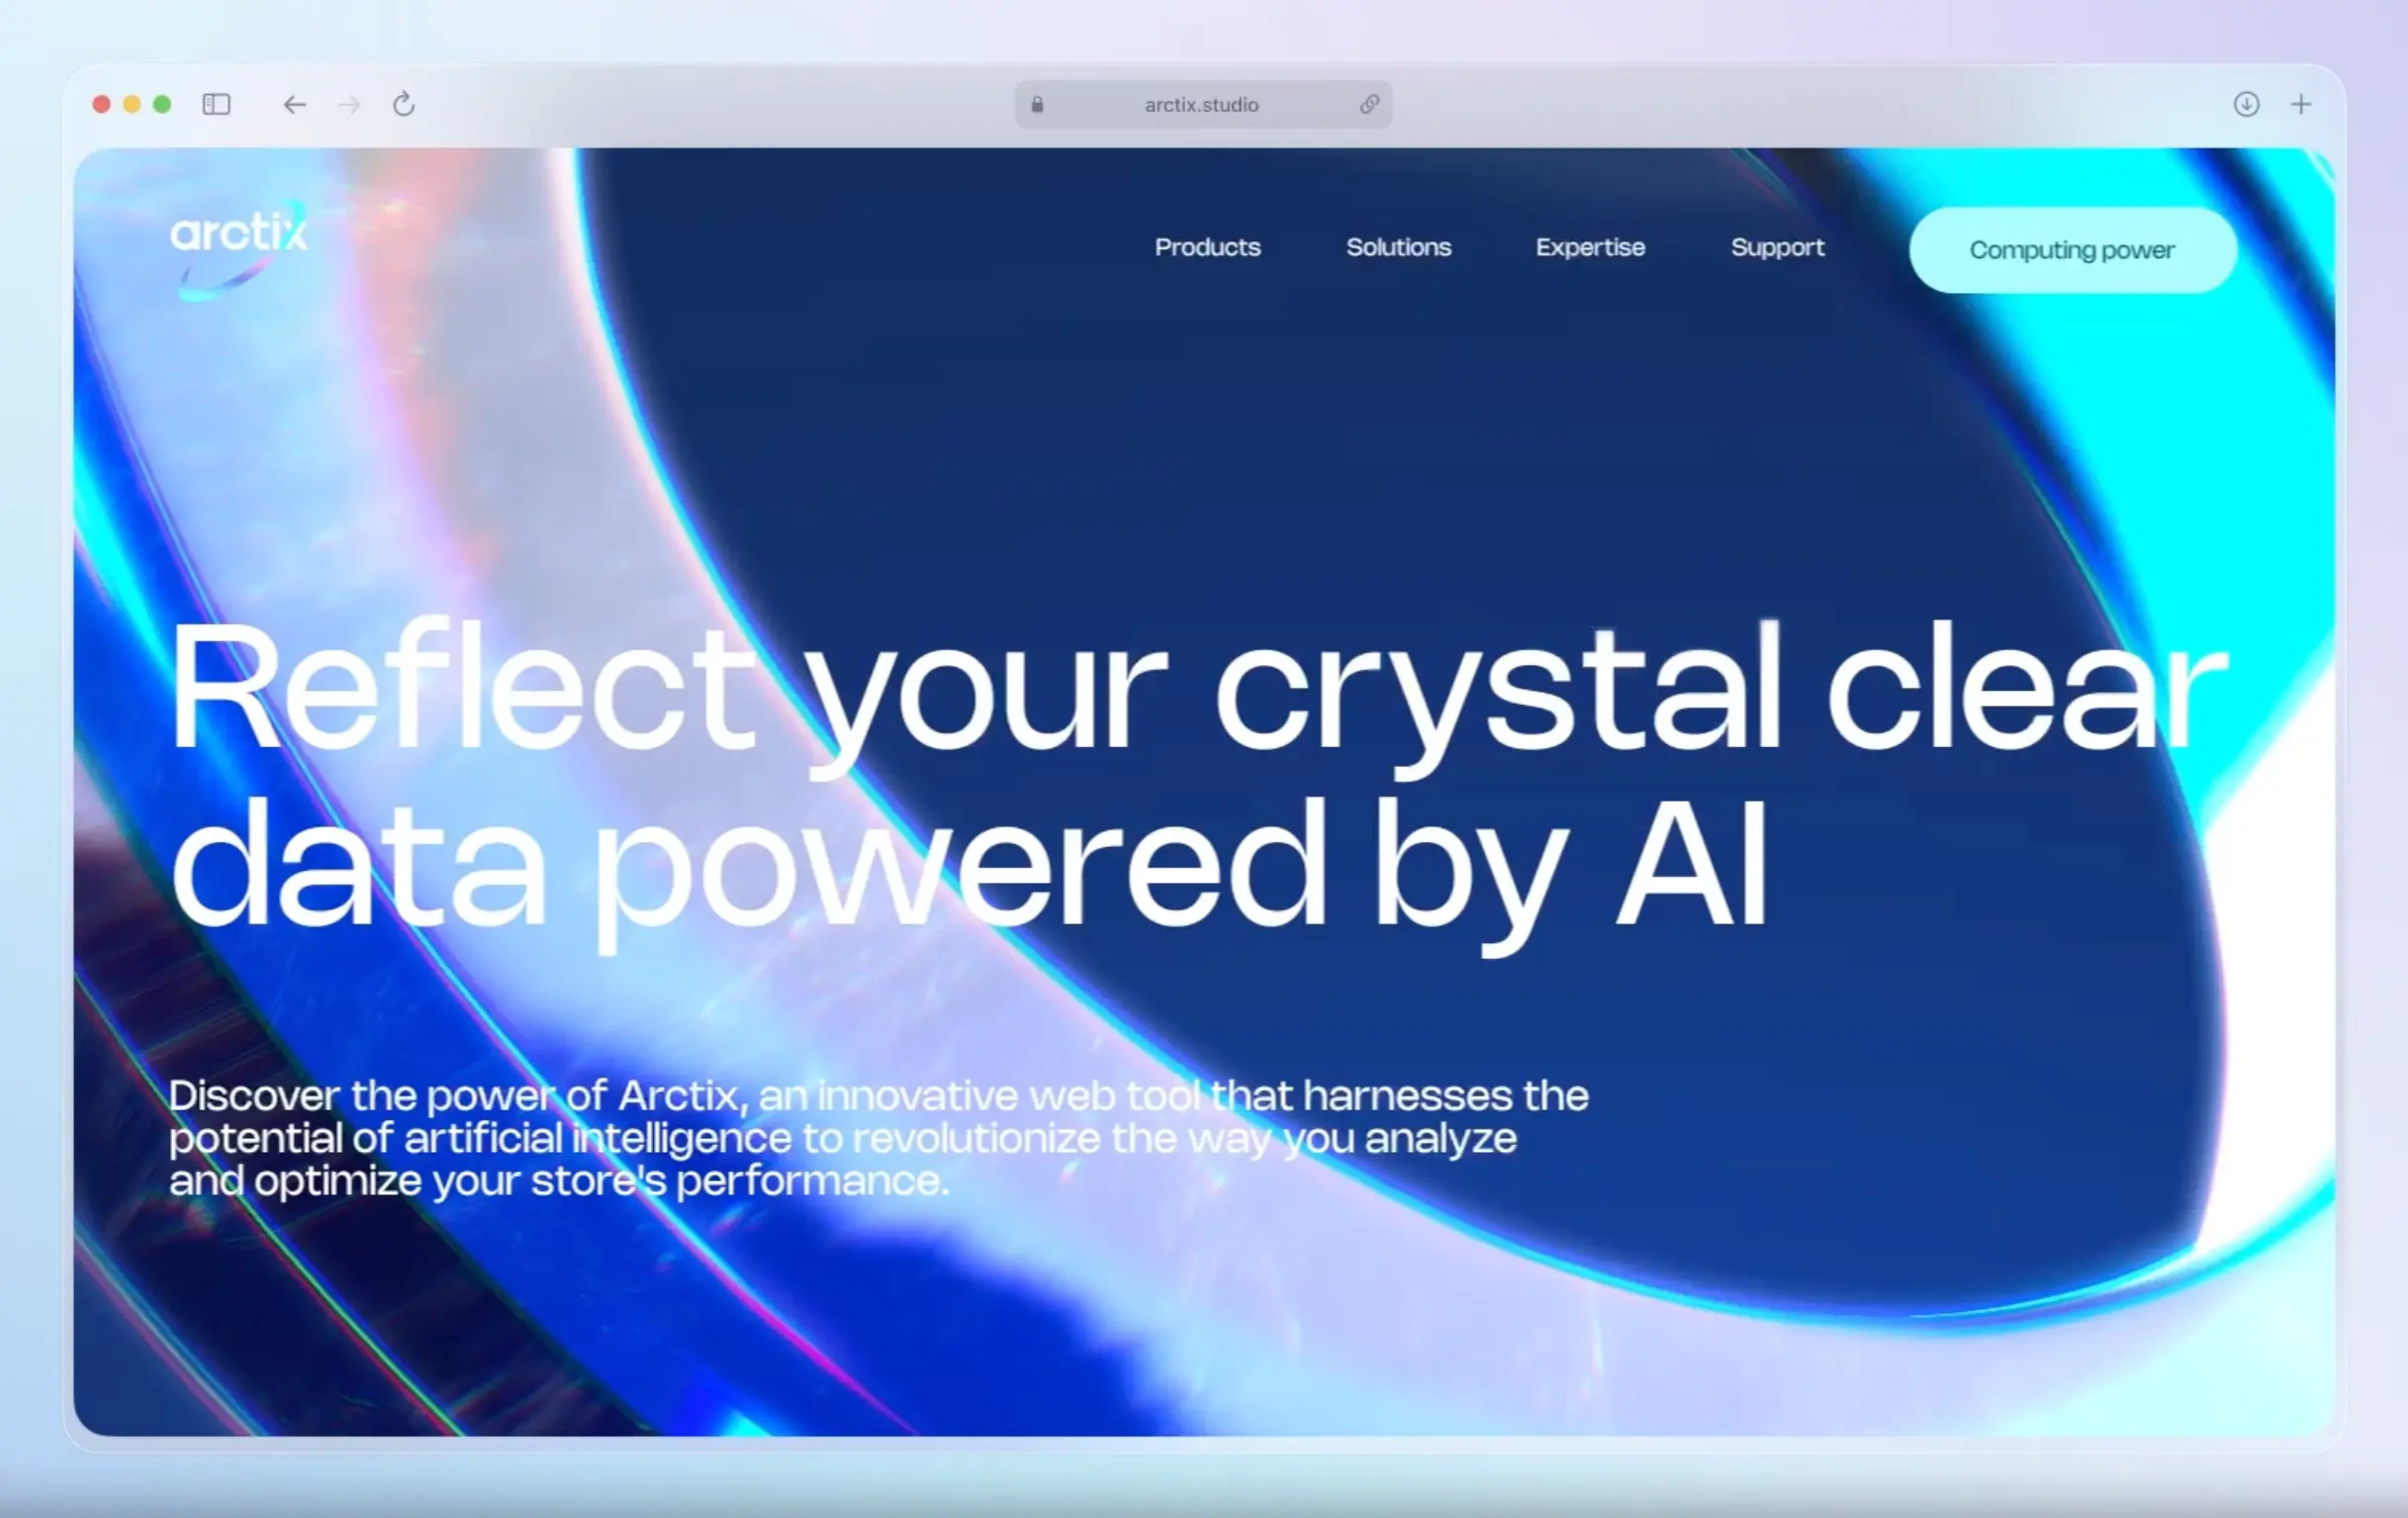 arctix.studio
arctix
Products
Solutions
Expertise
Support
Computing power
Reflect your crystal clear
data powered by AI
Discover the power of Arctix, an innovative web tool that harnesses the
potential of artificial intelligence to revolutionize the way you analyze
and optimize your store's performance.